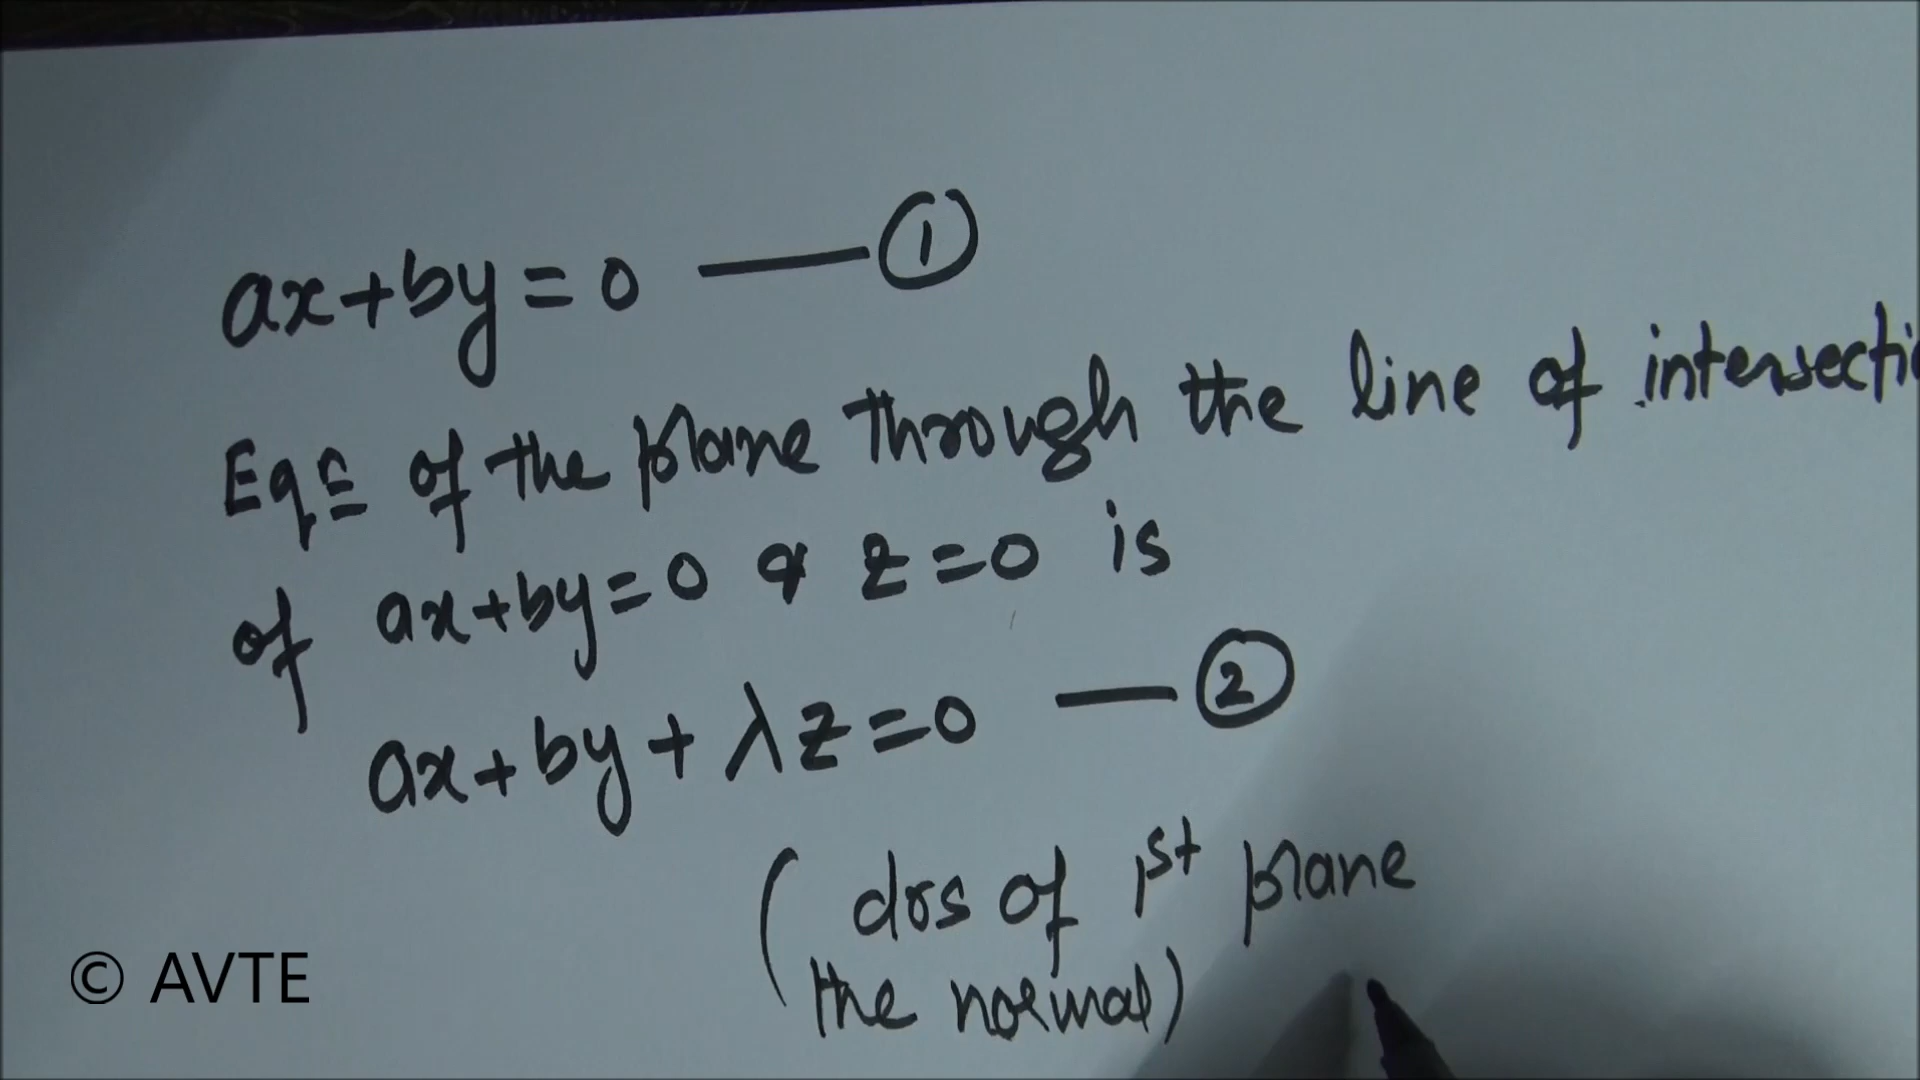 ax+by=0 — ①
Eqn of the plane through the line of intersecti
of ax+by=0 & z=0 is
ax+by+λz=0 — ②
( drs of 1st plane
the normal)
© AVTE